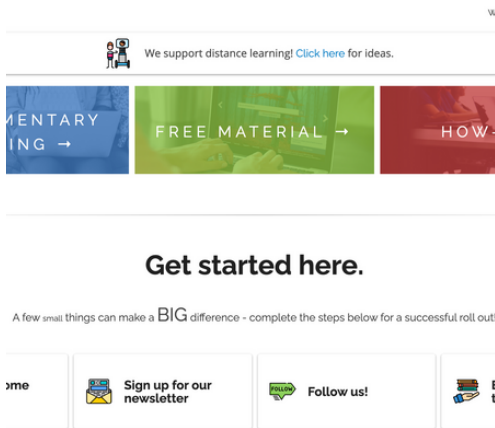 We support distance learning! Click here for ideas.
MENTARY
ING →
FREE MATERIAL →
HOW-
Get started here.
A few small things can make a BIG difference - complete the steps below for a successful roll out!
ome
Sign up for our
newsletter
FOLLOW
Follow us!